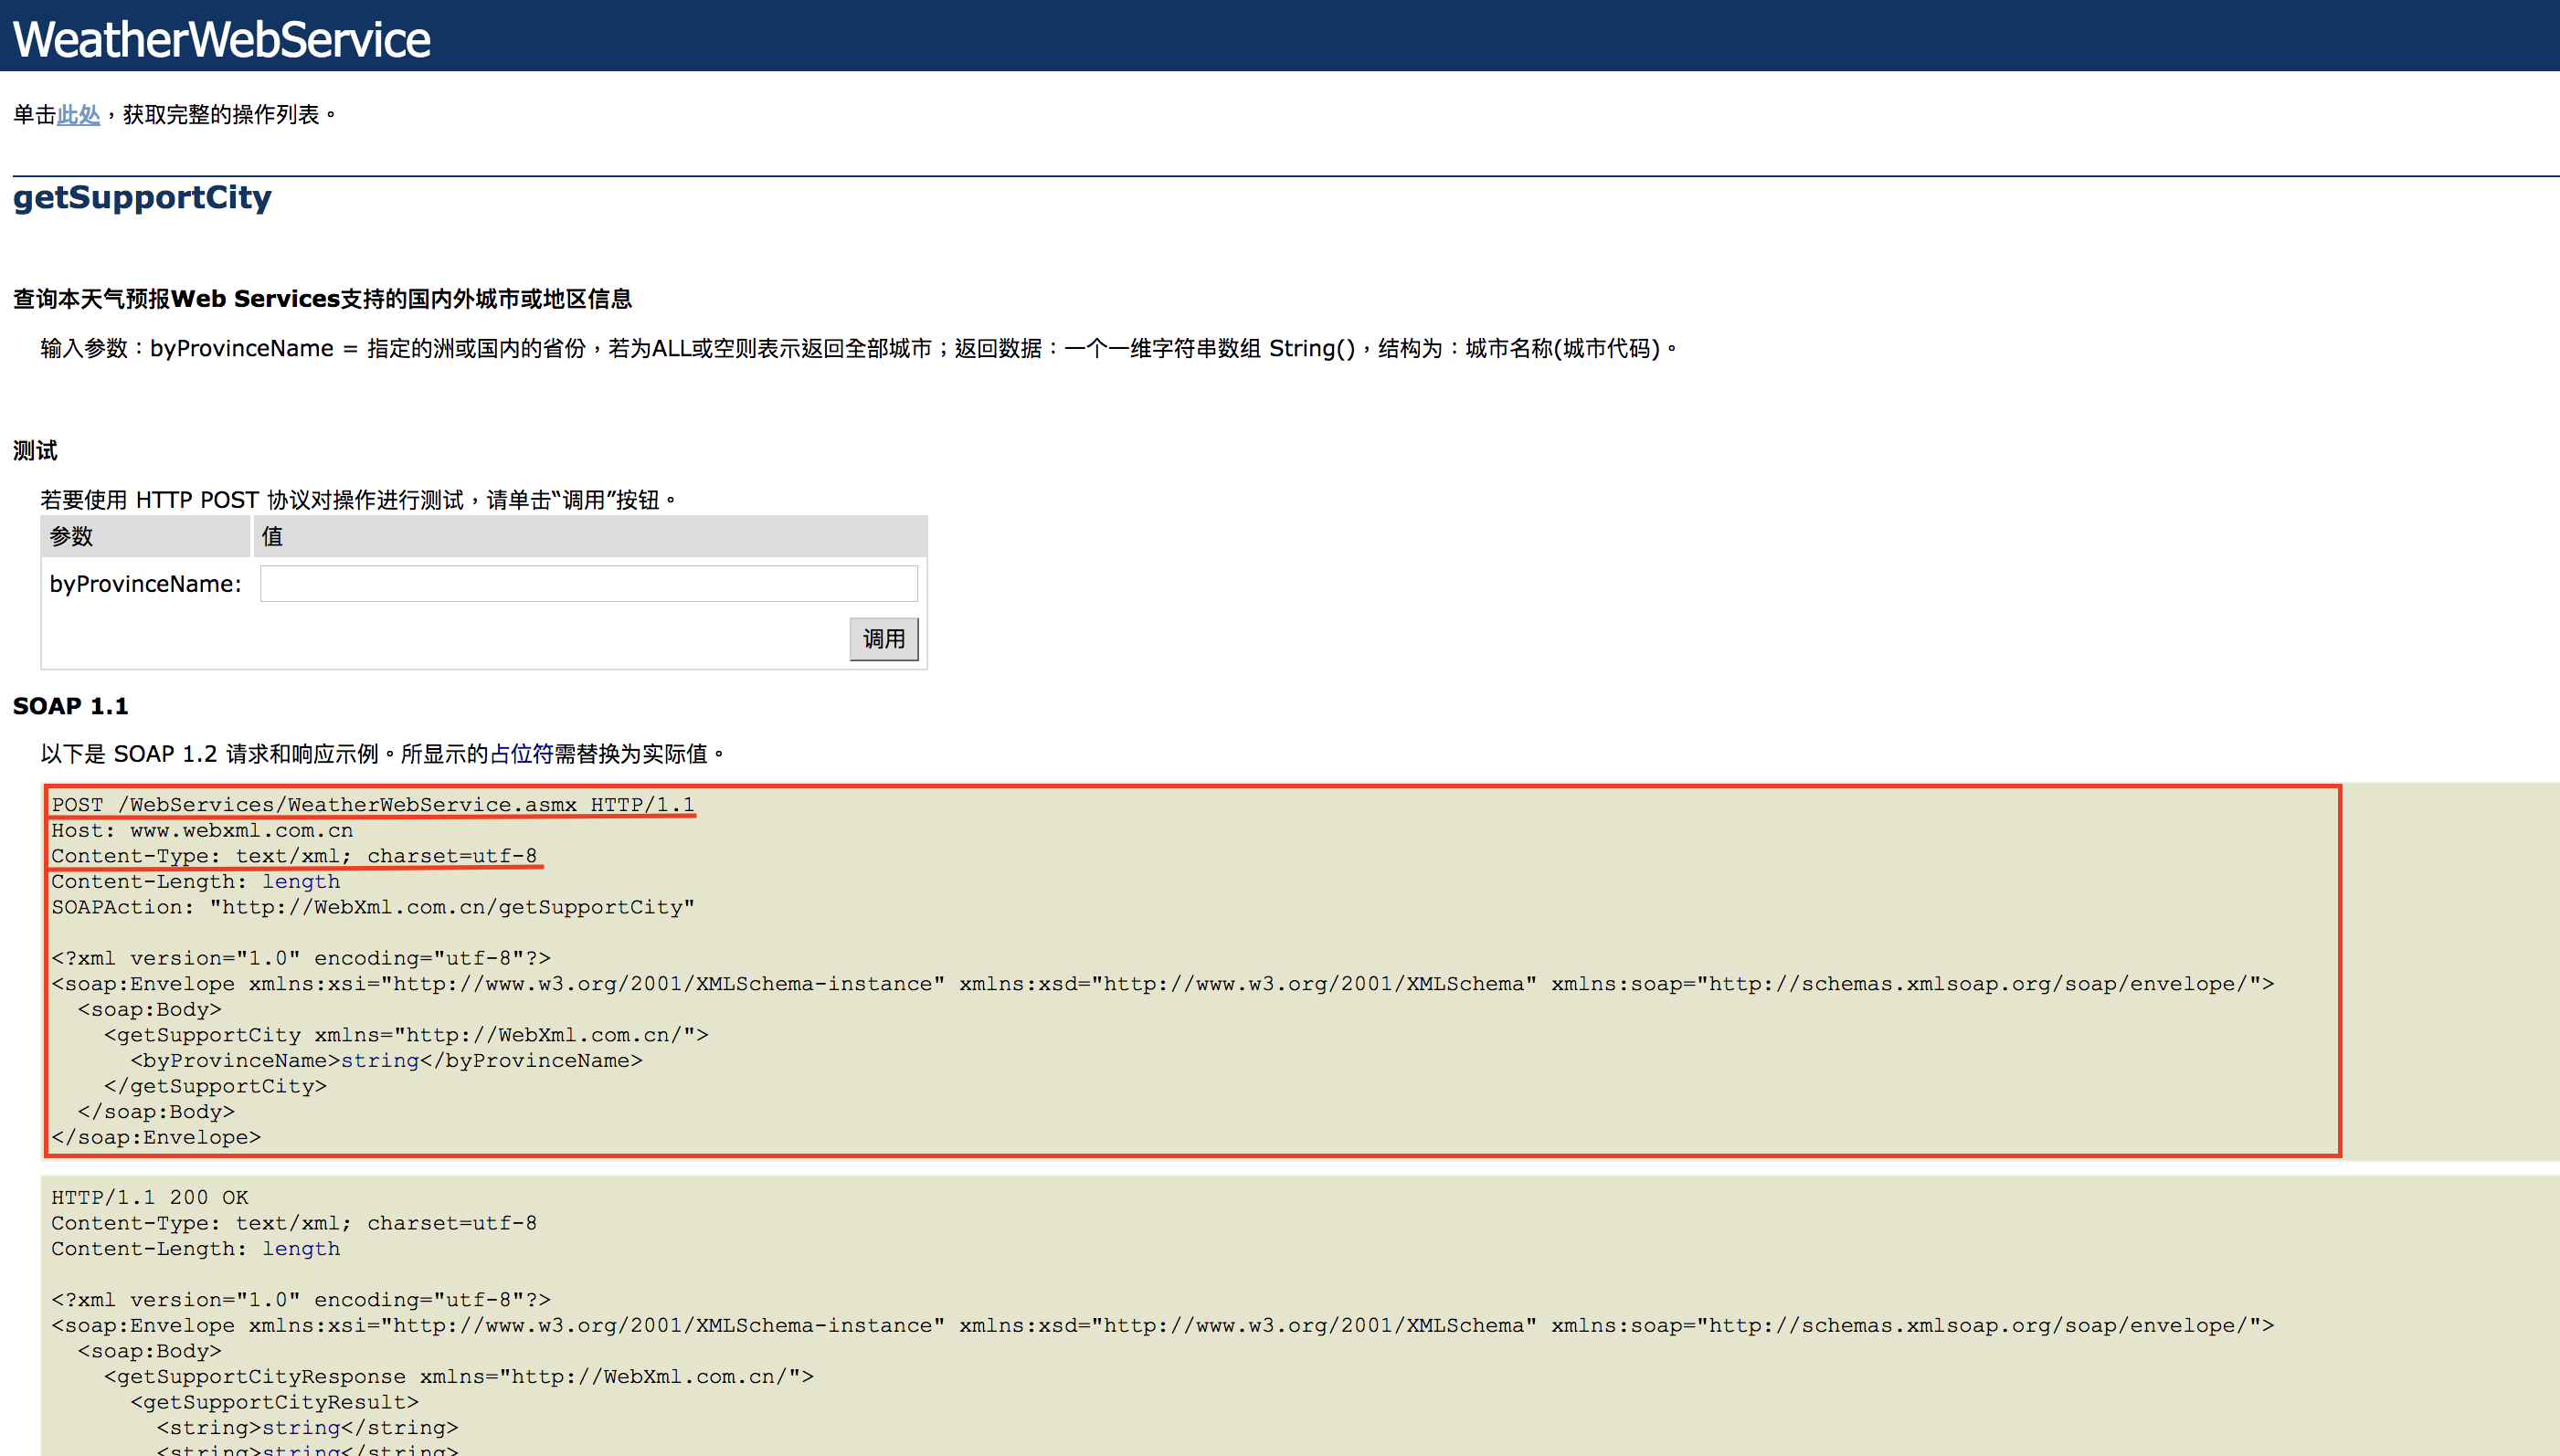 WeatherWebService
单击此处，获取完整的操作列表。
getSupportCity
查询本天气预报Web Services支持的国内外城市或地区信息
输入参数：byProvinceName = 指定的洲或国内的省份，若为ALL或空则表示返回全部城市；返回数据：一个一维字符串数组 String()，结构为：城市名称(城市代码)。
测试
若要使用 HTTP POST 协议对操作进行测试，请单击“调用”按钮。
参数 值
byProvinceName:
调用
SOAP 1.1
以下是 SOAP 1.2 请求和响应示例。所显示的占位符需替换为实际值。
POST /WebServices/WeatherWebService.asmx HTTP/1.1
Host: www.webxml.com.cn
Content-Type: text/xml; charset=utf-8
Content-Length: length
SOAPAction: "http://WebXml.com.cn/getSupportCity"
<?xml version="1.0" encoding="utf-8"?>
<soap:Envelope xmlns:xsi="http://www.w3.org/2001/XMLSchema-instance" xmlns:xsd="http://www.w3.org/2001/XMLSchema" xmlns:soap="http://schemas.xmlsoap.org/soap/envelope/">
<soap:Body>
<getSupportCity xmlns="http://WebXml.com.cn/">
<byProvinceName>string</byProvinceName>
</getSupportCity>
</soap:Body>
</soap:Envelope>
HTTP/1.1 200 OK
Content-Type: text/xml; charset=utf-8
Content-Length: length
<?xml version="1.0" encoding="utf-8"?>
<soap:Envelope xmlns:xsi="http://www.w3.org/2001/XMLSchema-instance" xmlns:xsd="http://www.w3.org/2001/XMLSchema" xmlns:soap="http://schemas.xmlsoap.org/soap/envelope/">
<soap:Body>
<getSupportCityResponse xmlns="http://WebXml.com.cn/">
<getSupportCityResult>
<string>string</string>
<string>string</string>